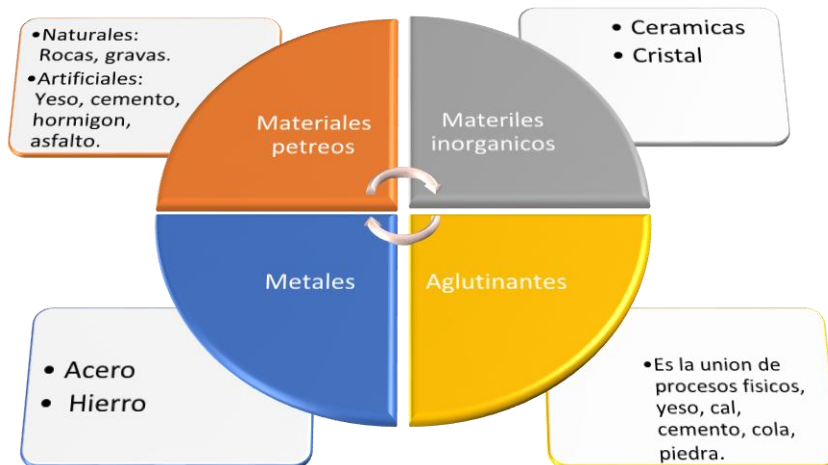 •Naturales:
Rocas, gravas.
•Artificiales:
Yeso, cemento,
hormigon,
asfalto.
Materiales
petreos
• Ceramicas
• Cristal
Materiles
inorganicos
Metales
• Acero
• Hierro
Aglutinantes
•Es la union de
procesos fisicos,
yeso, cal,
cemento, cola,
piedra.